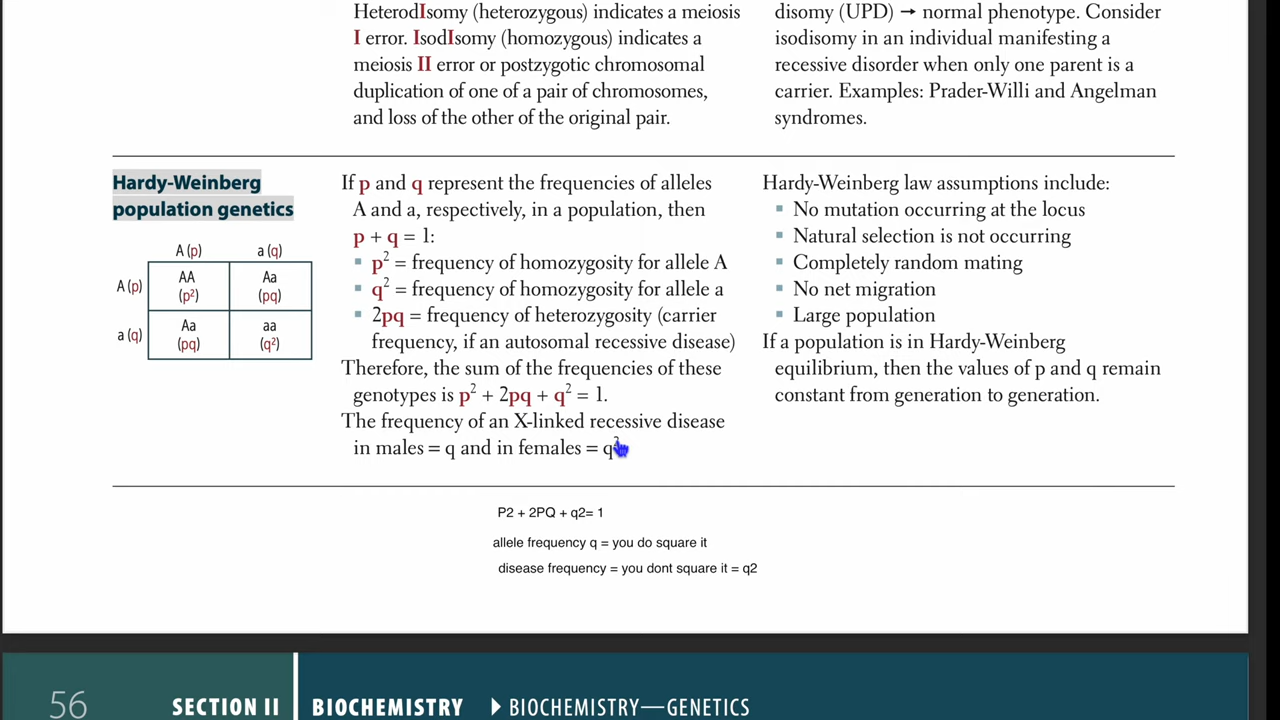 HeterodIsomy (heterozygous) indicates a meiosis
I error. IsodIsomy (homozygous) indicates a
meiosis II error or postzygotic chromosomal
duplication of one of a pair of chromosomes,
and loss of the other of the original pair.
disomy (UPD) → normal phenotype. Consider
isodisomy in an individual manifesting a
recessive disorder when only one parent is a
carrier. Examples: Prader-Willi and Angelman
syndromes.
Hardy-Weinberg
population genetics
A (p) a (q)
A (p) AA Aa
(p²) (pq)
a (q) Aa aa
(pq) (q²)
If p and q represent the frequencies of alleles
A and a, respectively, in a population, then
p + q = 1:
▪ p² = frequency of homozygosity for allele A
▪ q² = frequency of homozygosity for allele a
▪ 2pq = frequency of heterozygosity (carrier
frequency, if an autosomal recessive disease)
Therefore, the sum of the frequencies of these
genotypes is p² + 2pq + q² = 1.
The frequency of an X-linked recessive disease
in males = q and in females = q²
Hardy-Weinberg law assumptions include:
▪ No mutation occurring at the locus
▪ Natural selection is not occurring
▪ Completely random mating
▪ No net migration
▪ Large population
If a population is in Hardy-Weinberg
equilibrium, then the values of p and q remain
constant from generation to generation.
P2 + 2PQ + q2= 1
allele frequency q = you do square it
disease frequency = you dont square it = q2
56 SECTION II BIOCHEMISTRY ▶ BIOCHEMISTRY—GENETICS